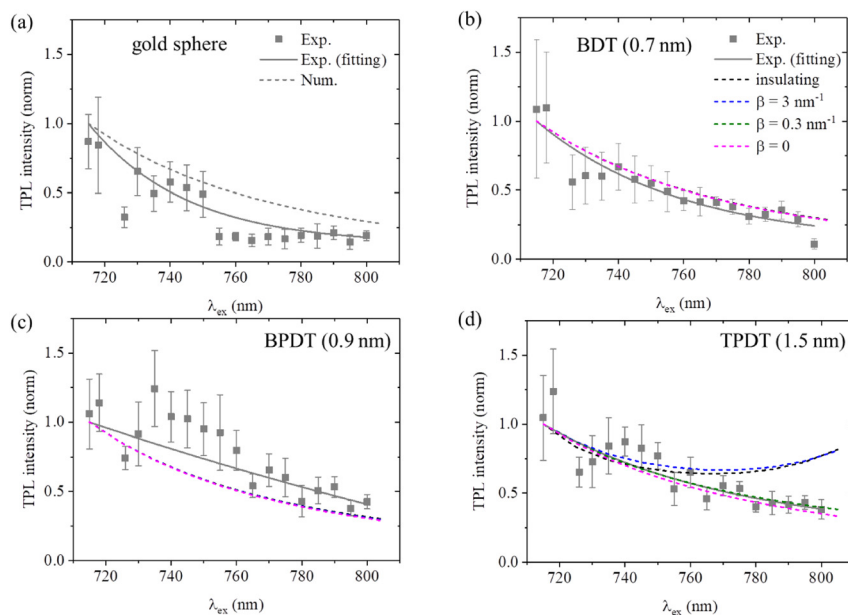 (a)
gold sphere
Exp.
Exp. (fitting)
Num.
TPL intensity (norm)
1.5
1.0
0.5
0.0
720 740 760 780 800
λex (nm)
(b)
BDT (0.7 nm)
Exp.
Exp. (fitting)
insulating
β = 3 nm⁻¹
β = 0.3 nm⁻¹
β = 0
TPL intensity (norm)
1.5
1.0
0.5
0.0
720 740 760 780 800
λex (nm)
(c)
BPDT (0.9 nm)
TPL intensity (norm)
1.5
1.0
0.5
0.0
720 740 760 780 800
λex (nm)
(d)
TPDT (1.5 nm)
TPL intensity (norm)
1.5
1.0
0.5
0.0
720 740 760 780 800
λex (nm)